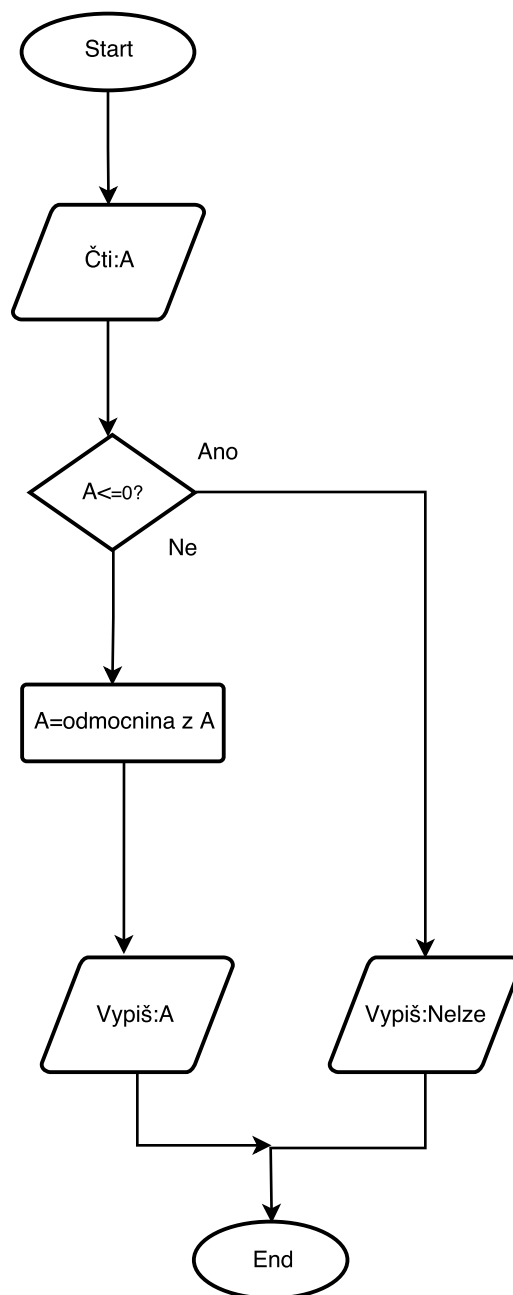 Start
Čti:A
Ano
A<=0?
Ne
A=odmocnina z A
Vypiš:A
Vypiš:Nelze
End